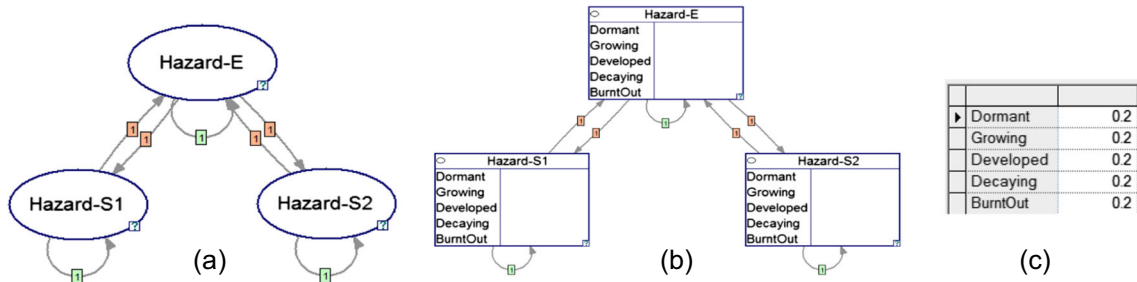 Hazard-E
?
1
1
1
1
1
Hazard-S1
?
1
Hazard-S2
?
1
(a)
Hazard-E
Dormant
Growing
Developed
Decaying
BurntOut
?
1
1
1
1
1
Hazard-S1
Dormant
Growing
Developed
Decaying
BurntOut
?
1
Hazard-S2
Dormant
Growing
Developed
Decaying
BurntOut
?
1
(b)
Dormant 0.2
Growing 0.2
Developed 0.2
Decaying 0.2
BurntOut 0.2
(c)